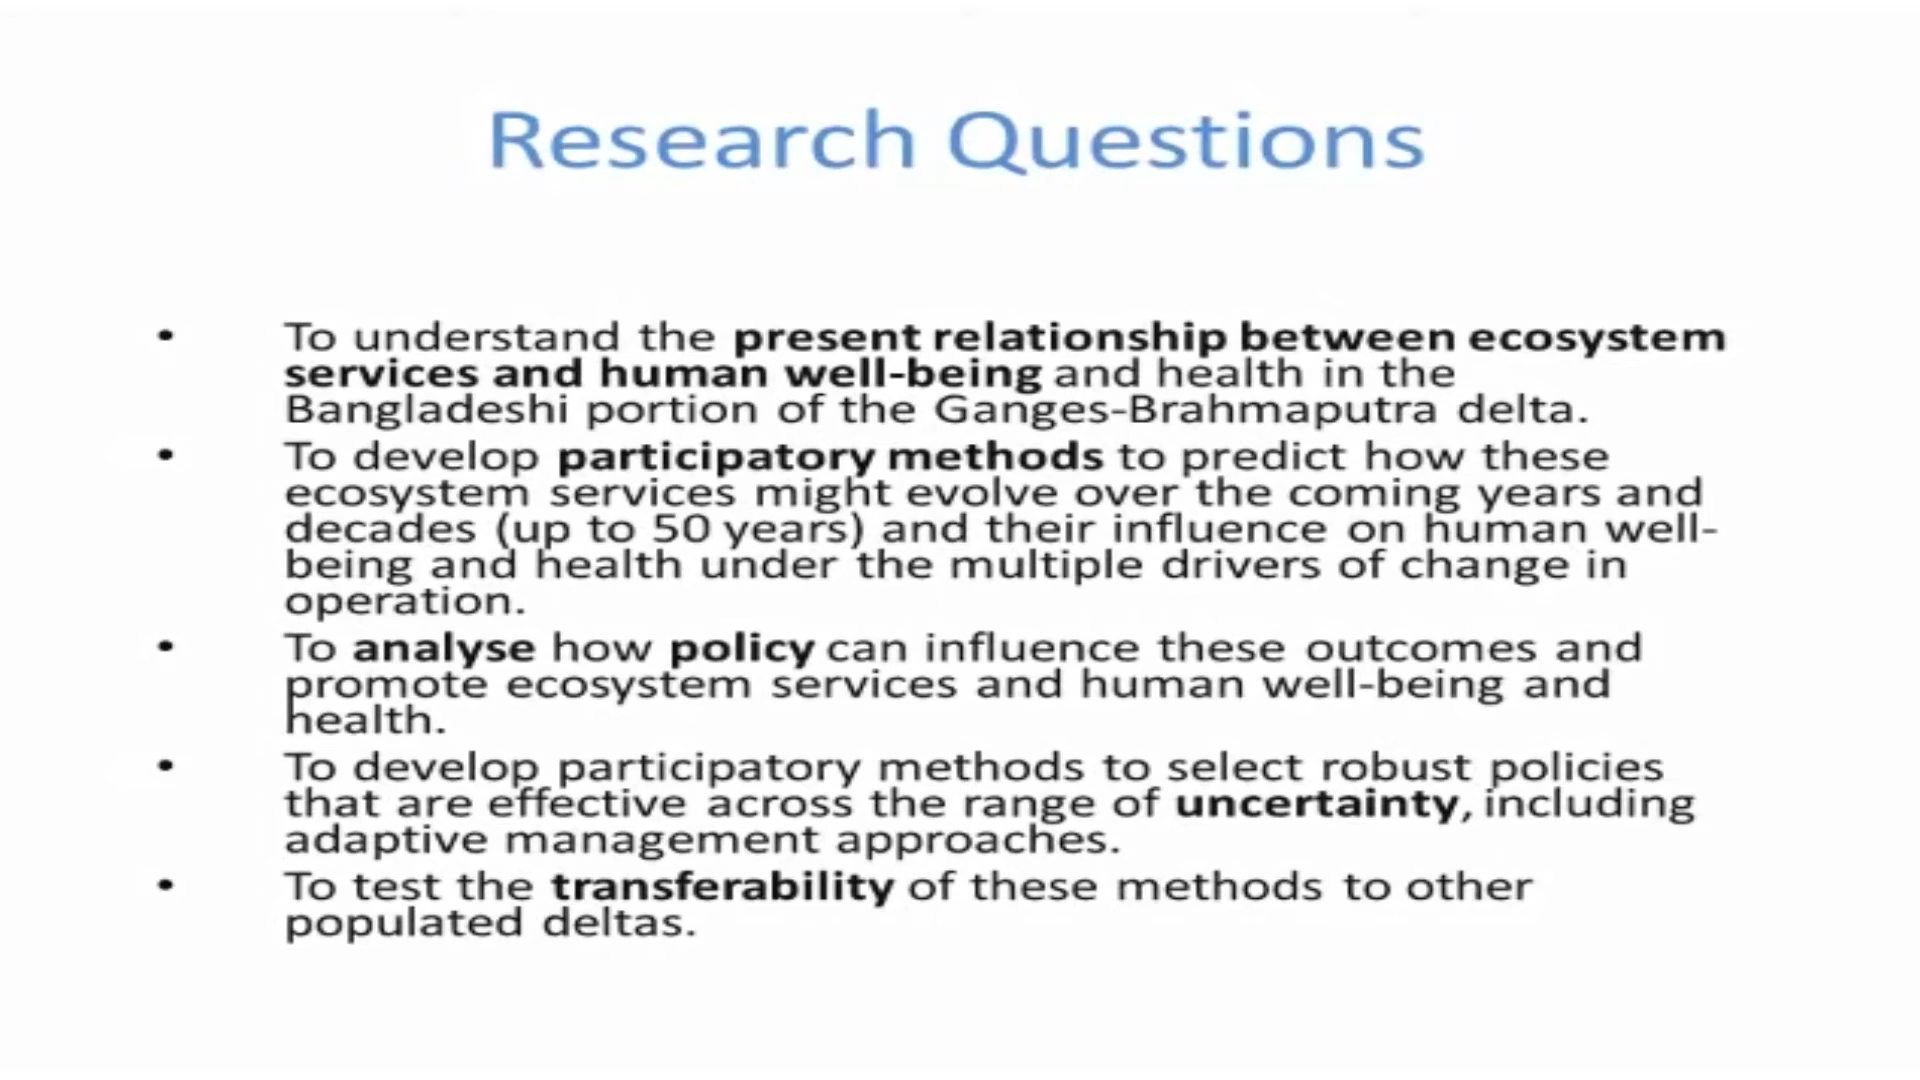 Research Questions
• To understand the present relationship between ecosystem
services and human well-being and health in the
Bangladeshi portion of the Ganges-Brahmaputra delta.
• To develop participatory methods to predict how these
ecosystem services might evolve over the coming years and
decades (up to 50 years) and their influence on human well-
being and health under the multiple drivers of change in
operation.
• To analyse how policy can influence these outcomes and
promote ecosystem services and human well-being and
health.
• To develop participatory methods to select robust policies
that are effective across the range of uncertainty, including
adaptive management approaches.
• To test the transferability of these methods to other
populated deltas.